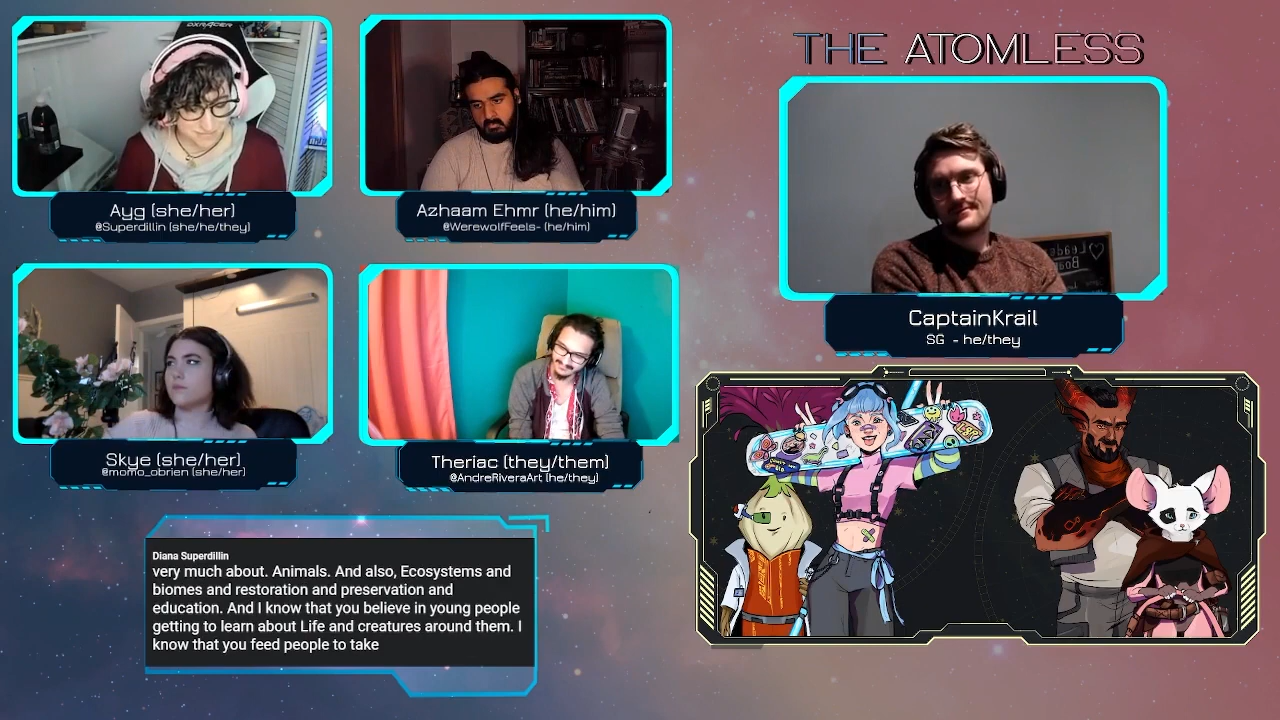 DXRACER
THE ATOMLESS
Ayg (she/her)
@Superdillin (she/he/they)
Azhaam Ehmr (he/him)
@WerewolfFeels- (he/him)
CaptainKrail
SG - he/they
Skye (she/her)
@momo_obrien (she/her)
Theriac (they/them)
@AndreRiveraArt (he/they)
Diana Superdillin
very much about. Animals. And also, Ecosystems and
biomes and restoration and preservation and
education. And I know that you believe in young people
getting to learn about Life and creatures around them. I
know that you feed people to take